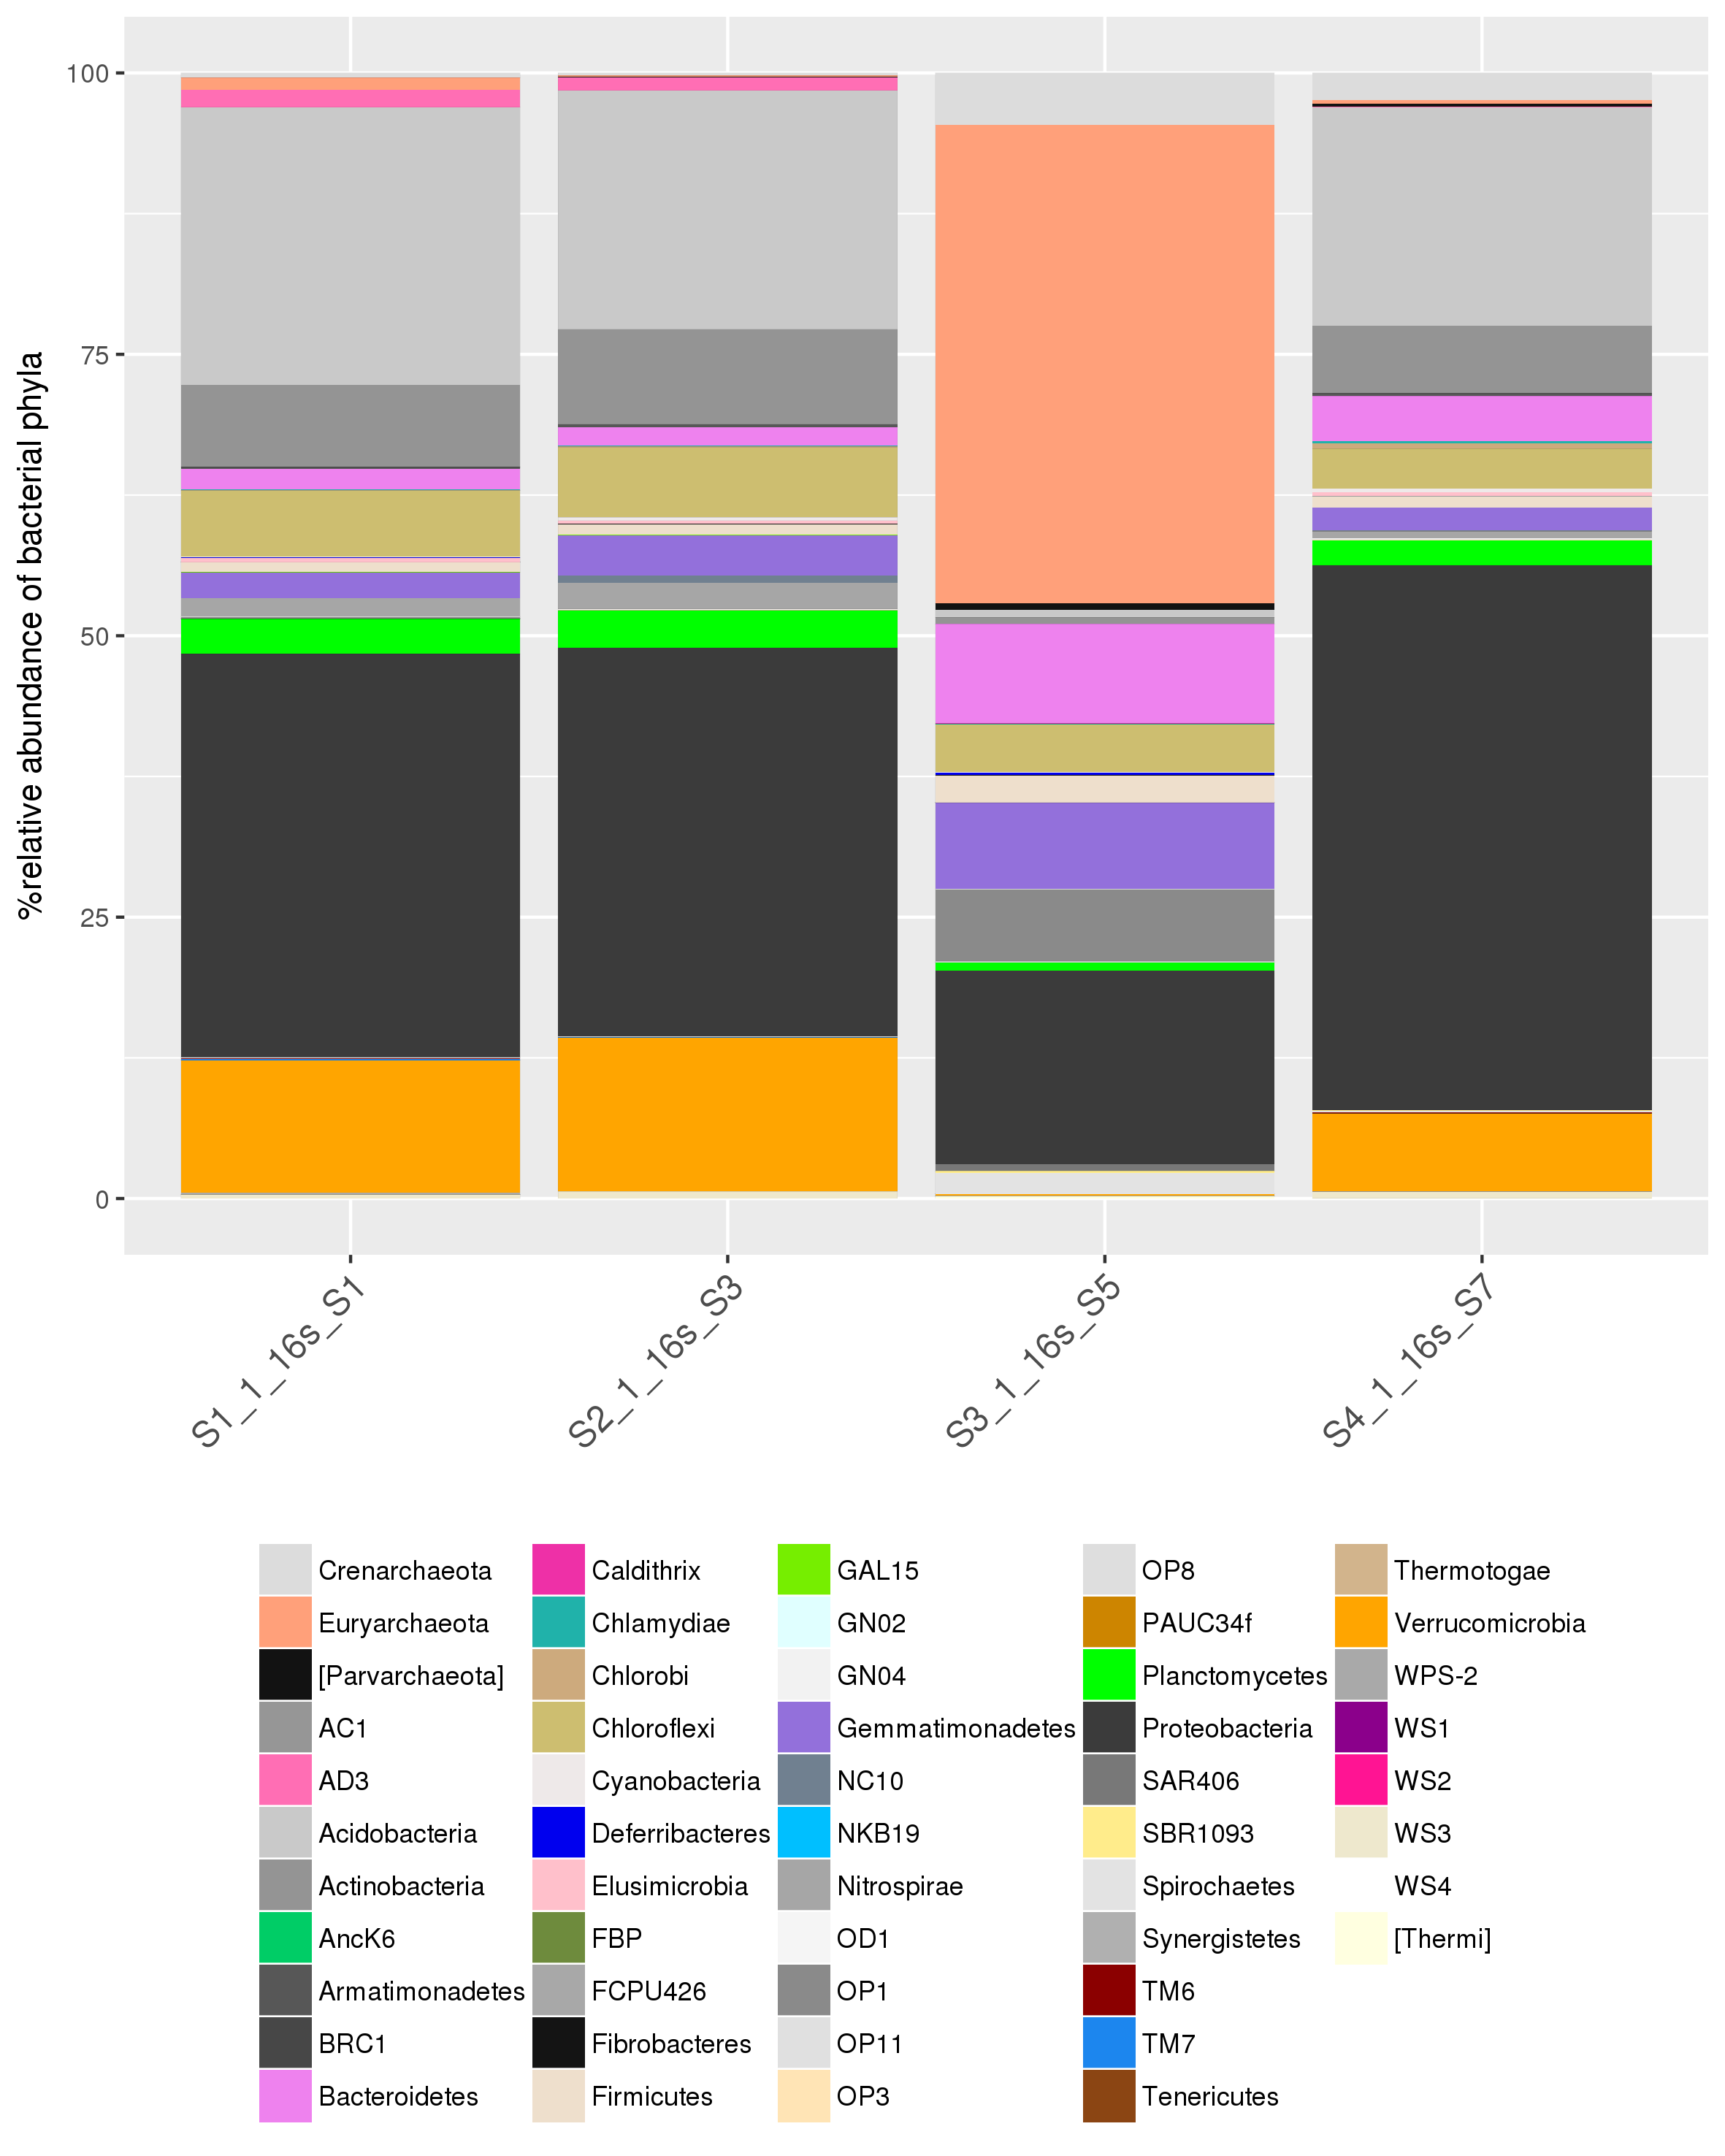 %relative abundance of bacterial phyla
100
75
50
25
0
S1_1_16s_S1
S2_1_16s_S3
S3_1_16s_S5
S4_1_16s_S7
Crenarchaeota
Euryarchaeota
[Parvarchaeota]
AC1
AD3
Acidobacteria
Actinobacteria
AncK6
Armatimonadetes
BRC1
Bacteroidetes
Caldithrix
Chlamydiae
Chlorobi
Chloroflexi
Cyanobacteria
Deferribacteres
Elusimicrobia
FBP
FCPU426
Fibrobacteres
Firmicutes
GAL15
GN02
GN04
Gemmatimonadetes
NC10
NKB19
Nitrospirae
OD1
OP1
OP11
OP3
OP8
PAUC34f
Planctomycetes
Proteobacteria
SAR406
SBR1093
Spirochaetes
Synergistetes
TM6
TM7
Tenericutes
Thermotogae
Verrucomicrobia
WPS-2
WS1
WS2
WS3
WS4
[Thermi]